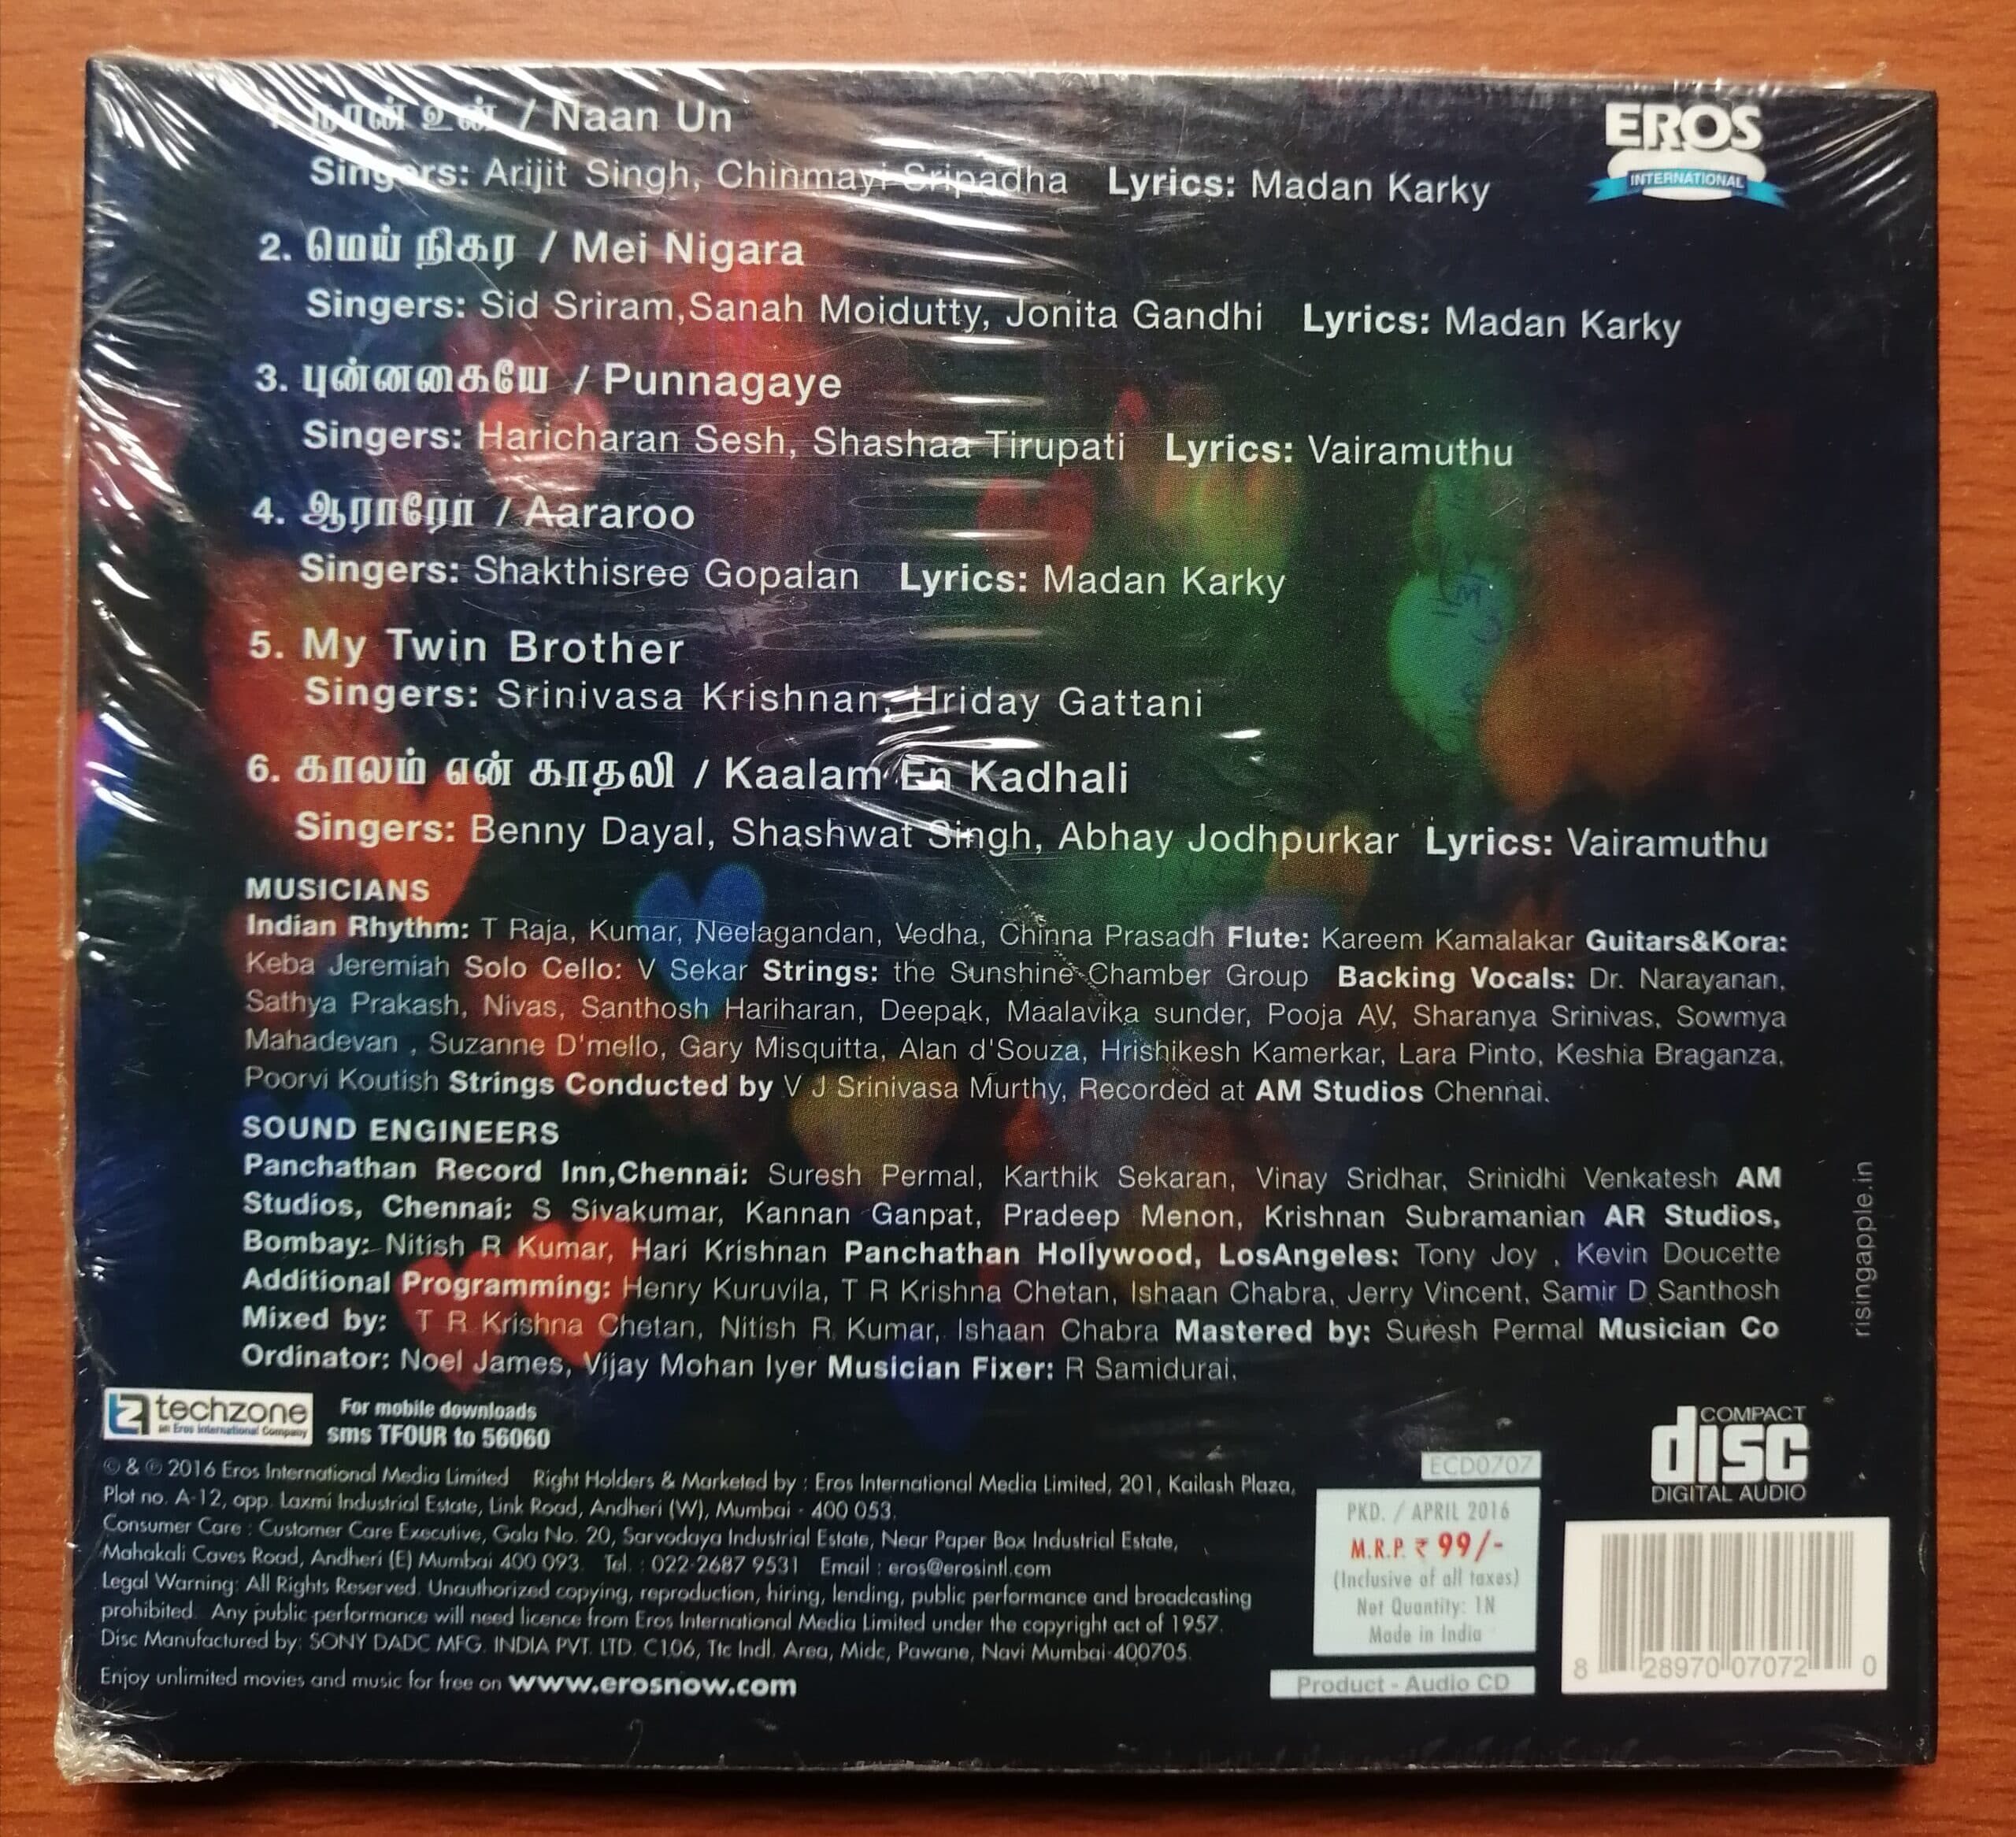 1. நான் உன் / Naan Un
EROS
INTERNATIONAL
Singers: Arijit Singh, Chinmayi Sripadha Lyrics: Madan Karky
2. மெய் நிகர / Mei Nigara
Singers: Sid Sriram,Sanah Moidutty, Jonita Gandhi Lyrics: Madan Karky
3. புன்னகையே / Punnagaye
Singers: Haricharan Sesh, Shashaa Tirupati Lyrics: Vairamuthu
4. ஆராரோ / Aararoo
Singers: Shakthisree Gopalan Lyrics: Madan Karky
5. My Twin Brother
Singers: Srinivasa Krishnan, Hriday Gattani
6. காலம் என் காதலி / Kaalam En Kadhali
Singers: Benny Dayal, Shashwat Singh, Abhay Jodhpurkar Lyrics: Vairamuthu
MUSICIANS
Indian Rhythm: T Raja, Kumar, Neelagandan, Vedha, Chinna Prasadh Flute: Kareem Kamalakar Guitars&Kora:
Keba Jeremiah Solo Cello: V Sekar Strings: the Sunshine Chamber Group Backing Vocals: Dr. Narayanan,
Sathya Prakash, Nivas, Santhosh Hariharan, Deepak, Maalavika sunder, Pooja AV, Sharanya Srinivas, Sowmya
Mahadevan , Suzanne D'mello, Gary Misquitta, Alan d'Souza, Hrishikesh Kamerkar, Lara Pinto, Keshia Braganza,
Poorvi Koutish Strings Conducted by V J Srinivasa Murthy, Recorded at AM Studios Chennai.
SOUND ENGINEERS
Panchathan Record Inn,Chennai: Suresh Permal, Karthik Sekaran, Vinay Sridhar, Srinidhi Venkatesh AM
Studios, Chennai: S Sivakumar, Kannan Ganpat, Pradeep Menon, Krishnan Subramanian AR Studios,
Bombay: Nitish R Kumar, Hari Krishnan Panchathan Hollywood, LosAngeles: Tony Joy , Kevin Doucette
Additional Programming: Henry Kuruvila, T R Krishna Chetan, Ishaan Chabra, Jerry Vincent, Samir D Santhosh
Mixed by: T R Krishna Chetan, Nitish R Kumar, Ishaan Chabra Mastered by: Suresh Permal Musician Co
Ordinator: Noel James, Vijay Mohan Iyer Musician Fixer: R Samidurai.
risingapple.in
techzone
an Eros International Company
For mobile downloads
sms TFOUR to 56060
© & ℗ 2016 Eros International Media Limited Right Holders & Marketed by : Eros International Media Limited, 201, Kailash Plaza,
Plot no. A-12, opp. Laxmi Industrial Estate, Link Road, Andheri (W), Mumbai - 400 053.
Consumer Care : Customer Care Executive, Gala No. 20, Sarvodaya Industrial Estate, Near Paper Box Industrial Estate,
Mahakali Caves Road, Andheri (E) Mumbai 400 093. Tel. : 022-2687 9531 Email : eros@erosintl.com
Legal Warning: All Rights Reserved. Unauthorized copying, reproduction, hiring, lending, public performance and broadcasting
prohibited. Any public performance will need licence from Eros International Media Limited under the copyright act of 1957.
Disc Manufactured by: SONY DADC MFG. INDIA PVT. LTD. C106, Ttc Indl. Area, Midc, Pawane, Navi Mumbai-400705.
Enjoy unlimited movies and music for free on www.erosnow.com
ECD0707
PKD. / APRIL 2016
M.R.P. ₹ 99/-
(Inclusive of all taxes)
Net Quantity: 1N
Made in India
Product - Audio CD
COMPACT
disc
DIGITAL AUDIO
8 28970 07072 0